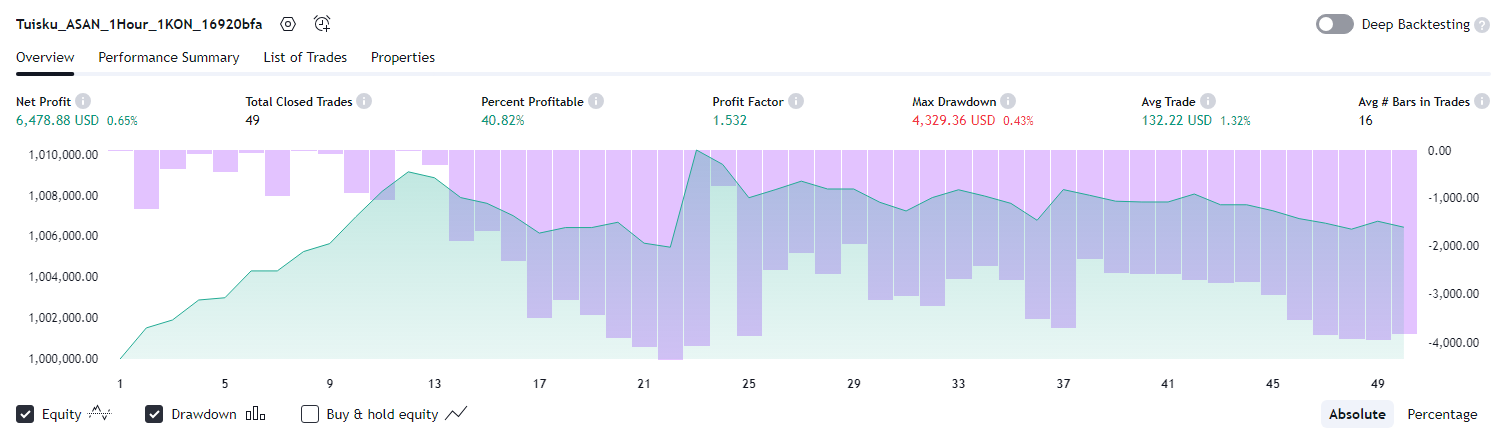 Tuisku_ASAN_1Hour_1KON_16920bfa Deep Backtesting ?
Overview Performance Summary List of Trades Properties
Net Profit i Total Closed Trades i Percent Profitable i Profit Factor i Max Drawdown i Avg Trade i Avg # Bars in Trades i
6,478.88 USD 0.65% 49 40.82% 1.532 4,329.36 USD 0.43% 132.22 USD 1.32% 16
1,010,000.00 0.00
1,008,000.00 -1,000.00
1,006,000.00 -2,000.00
1,004,000.00 -3,000.00
1,002,000.00 -4,000.00
1,000,000.00
1 5 9 13 17 21 25 29 33 37 41 45 49
Equity Drawdown Buy & hold equity Absolute Percentage